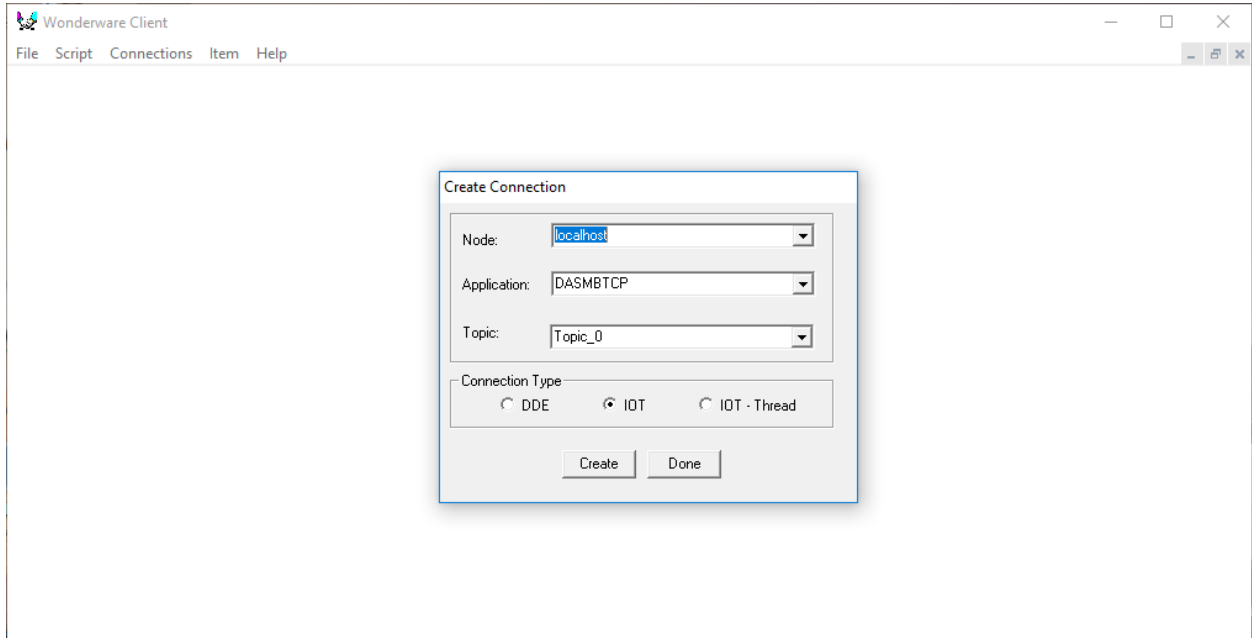 Wonderware Client
File Script Connections Item Help
Create Connection
Node: localhost
Application: DASMBTCP
Topic: Topic_0
Connection Type
DDE IOT IOT - Thread
Create Done